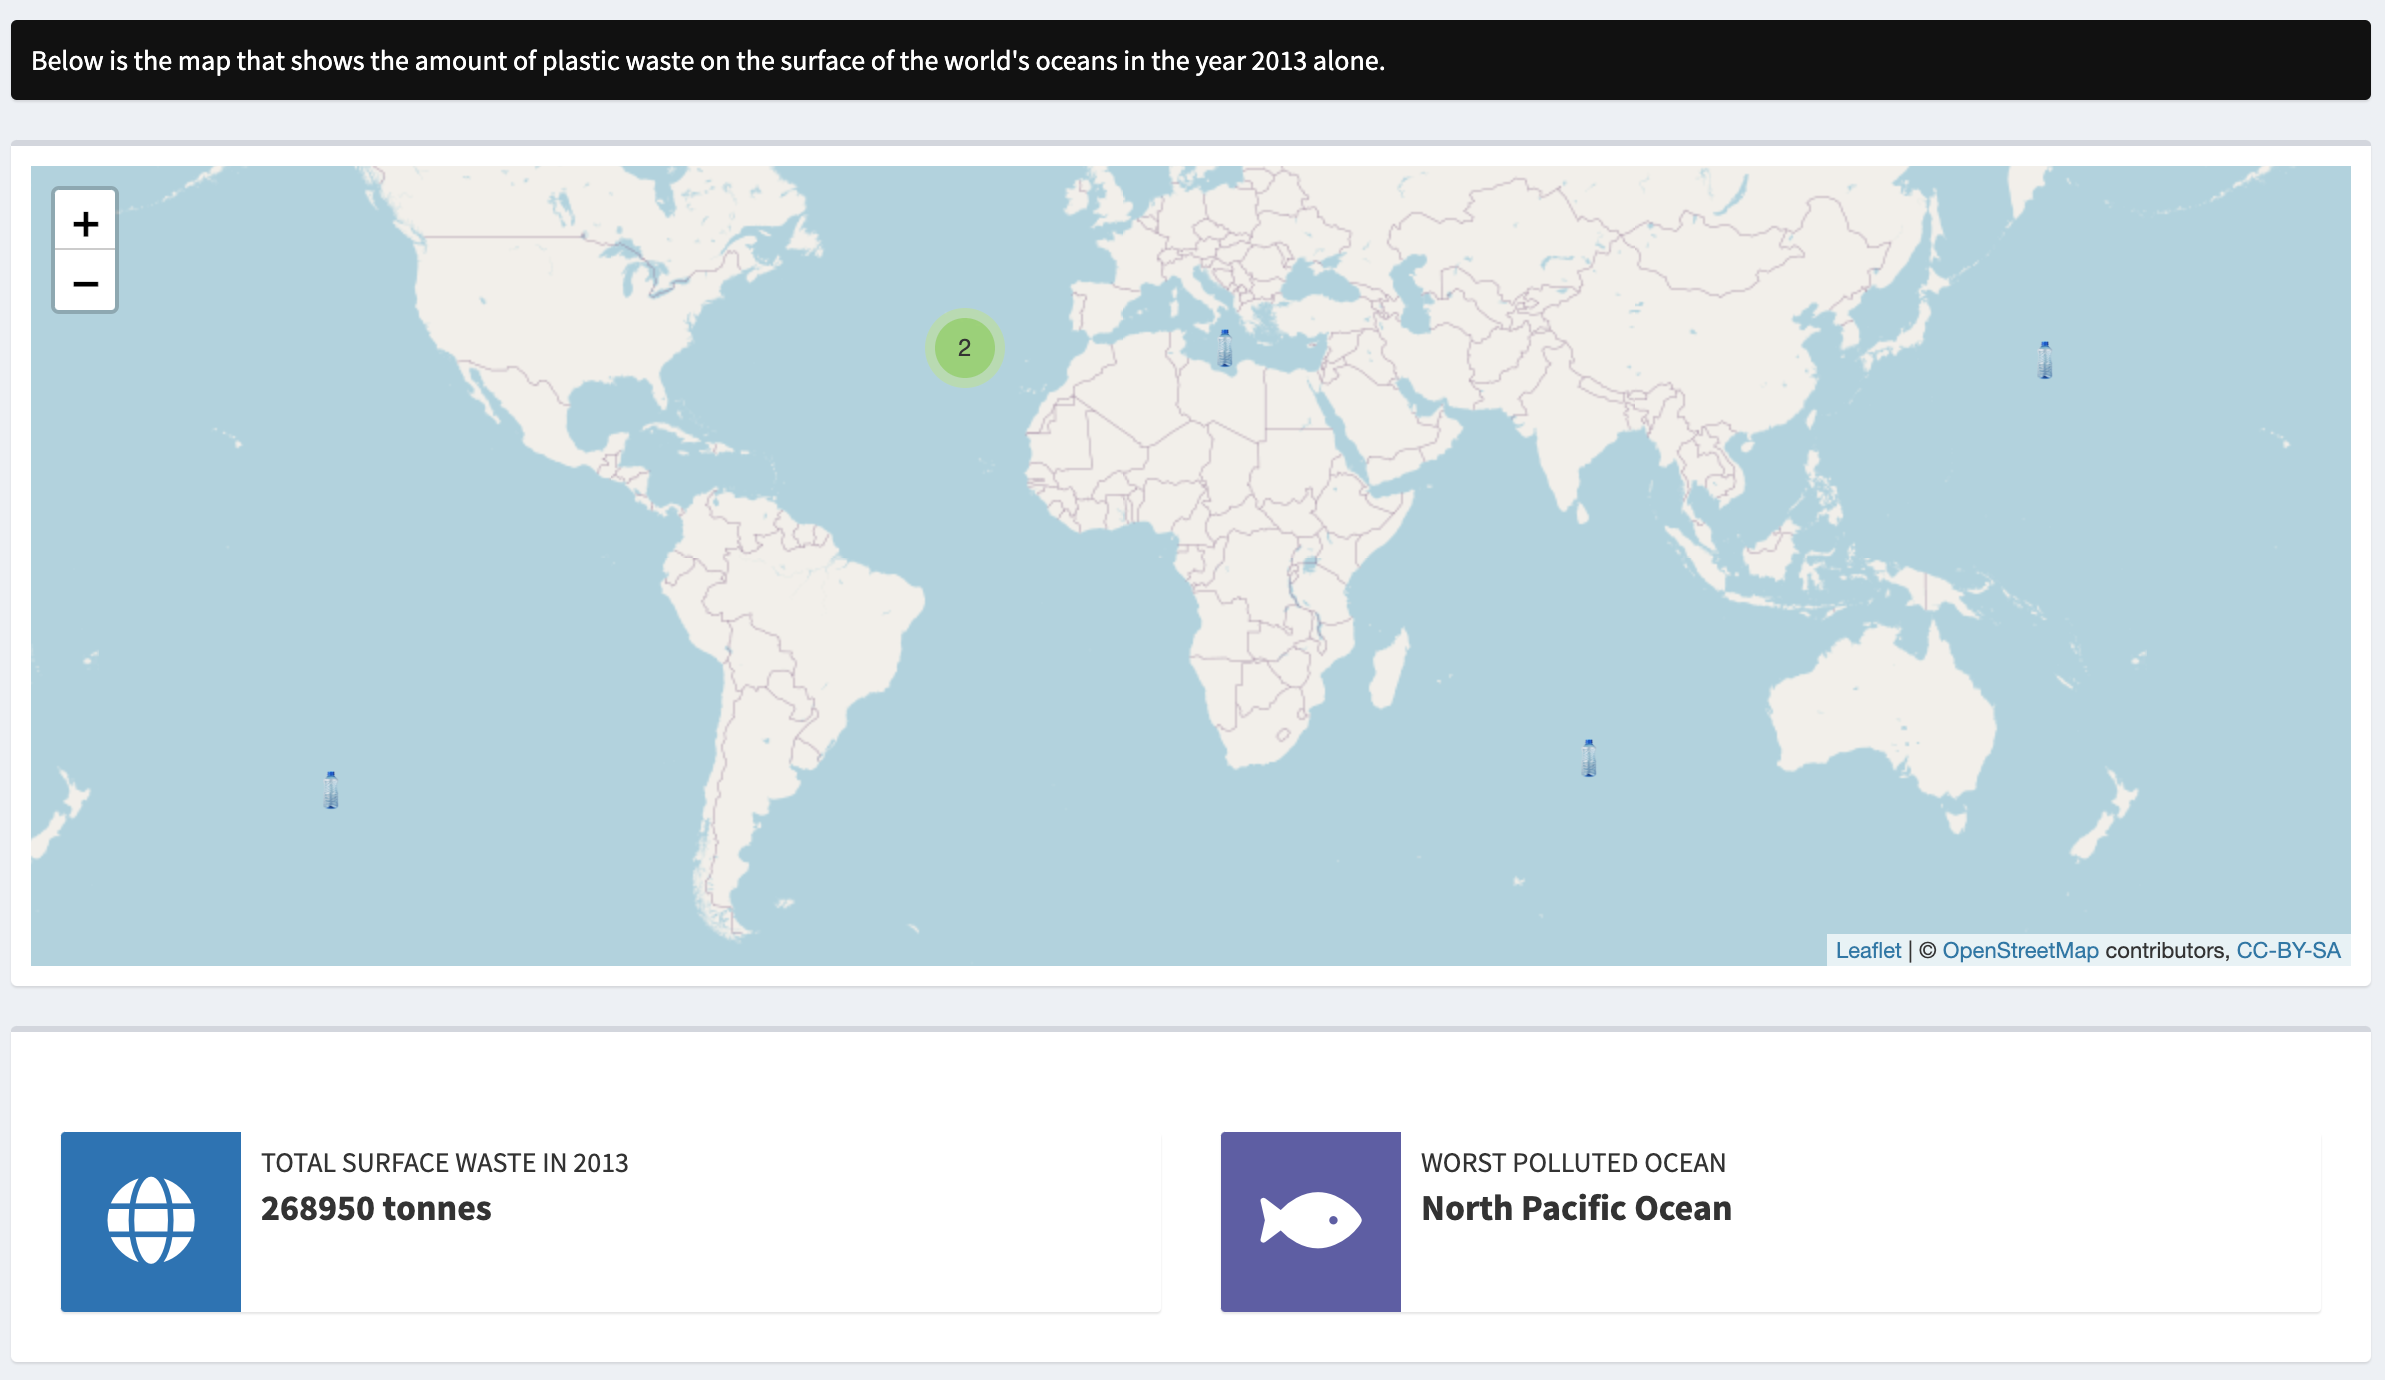 Below is the map that shows the amount of plastic waste on the surface of the world's oceans in the year 2013 alone.
+
−
2
Leaflet | © OpenStreetMap contributors, CC-BY-SA
TOTAL SURFACE WASTE IN 2013
268950 tonnes
WORST POLLUTED OCEAN
North Pacific Ocean